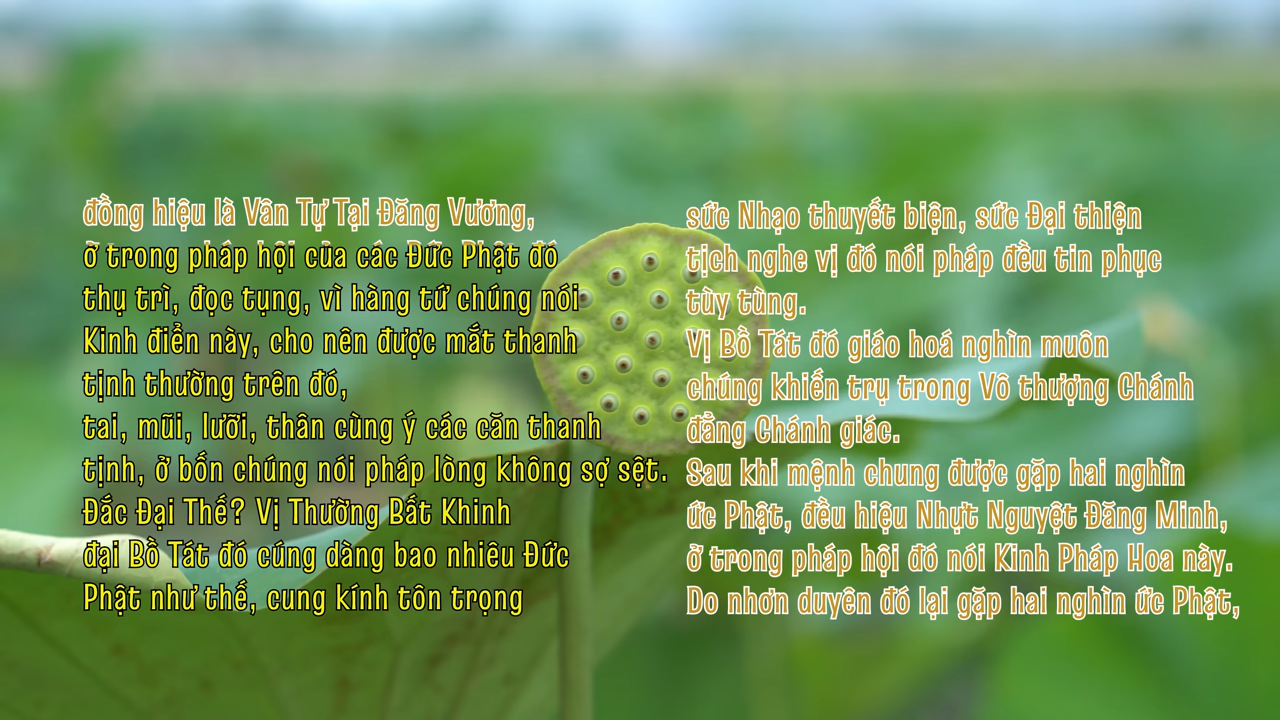 đồng hiệu là Vân Tự Tại Đăng Vương,
ở trong pháp hội của các Đức Phật đó
thụ trì, đọc tụng, vì hàng tứ chúng nói
Kinh điển này, cho nên được mắt thanh
tịnh thường trên đó,
tai, mũi, lưỡi, thân cùng ý các căn thanh
tịnh, ở bốn chúng nói pháp lòng không sợ sệt.
Đắc Đại Thế? Vị Thường Bất Khinh
đại Bồ Tát đó cúng dàng bao nhiêu Đức
Phật như thế, cung kính tôn trọng
sức Nhạo thuyết biện, sức Đại thiện
tịch nghe vị đó nói pháp đều tin phục
tùy tùng.
Vị Bồ Tát đó giáo hoá nghìn muôn
chúng khiến trụ trong Vô thượng Chánh
đẳng Chánh giác.
Sau khi mệnh chung được gặp hai nghìn
ức Phật, đều hiệu Nhựt Nguyệt Đăng Minh,
ở trong pháp hội đó nói Kinh Pháp Hoa này.
Do nhơn duyên đó lại gặp hai nghìn ức Phật,